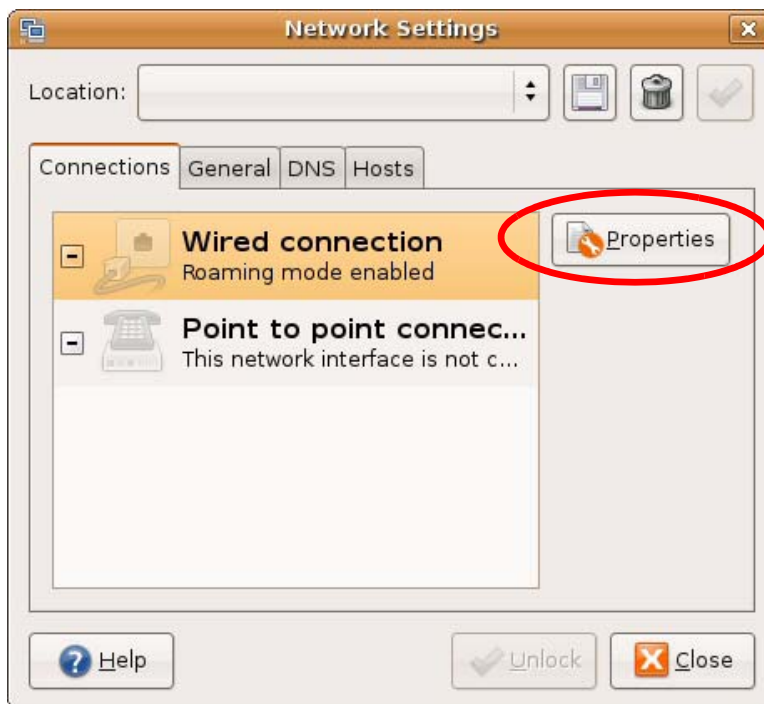 Network Settings
Location:
Connections General DNS Hosts
Wired connection
Roaming mode enabled
Properties
Point to point connec...
This network interface is not c...
Help
Unlock
Close